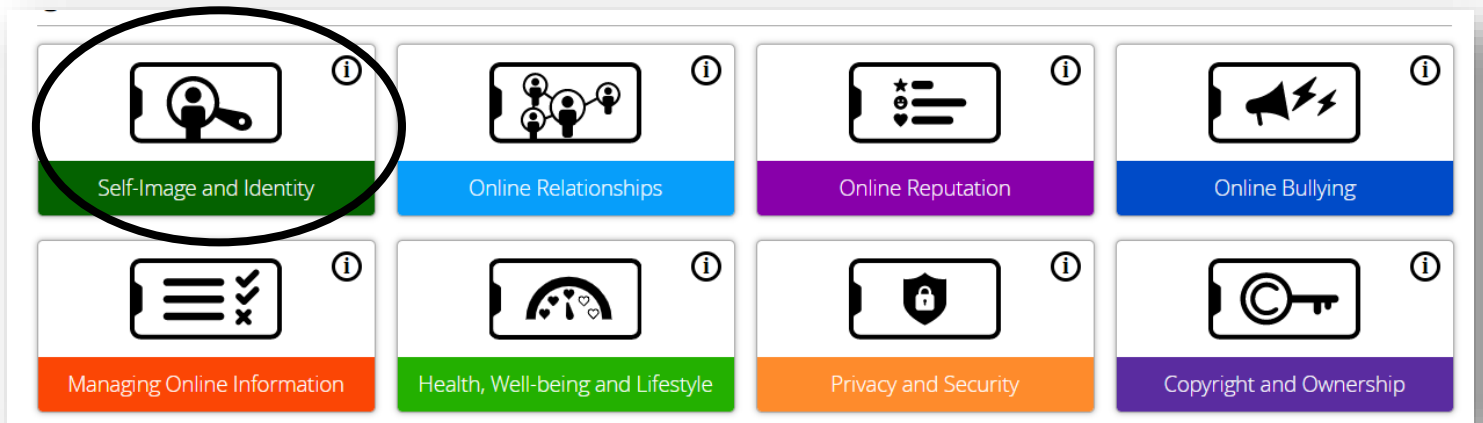 i i i i
Self-Image and Identity Online Relationships Online Reputation Online Bullying
i i i i
Managing Online Information Health, Well-being and Lifestyle Privacy and Security Copyright and Ownership